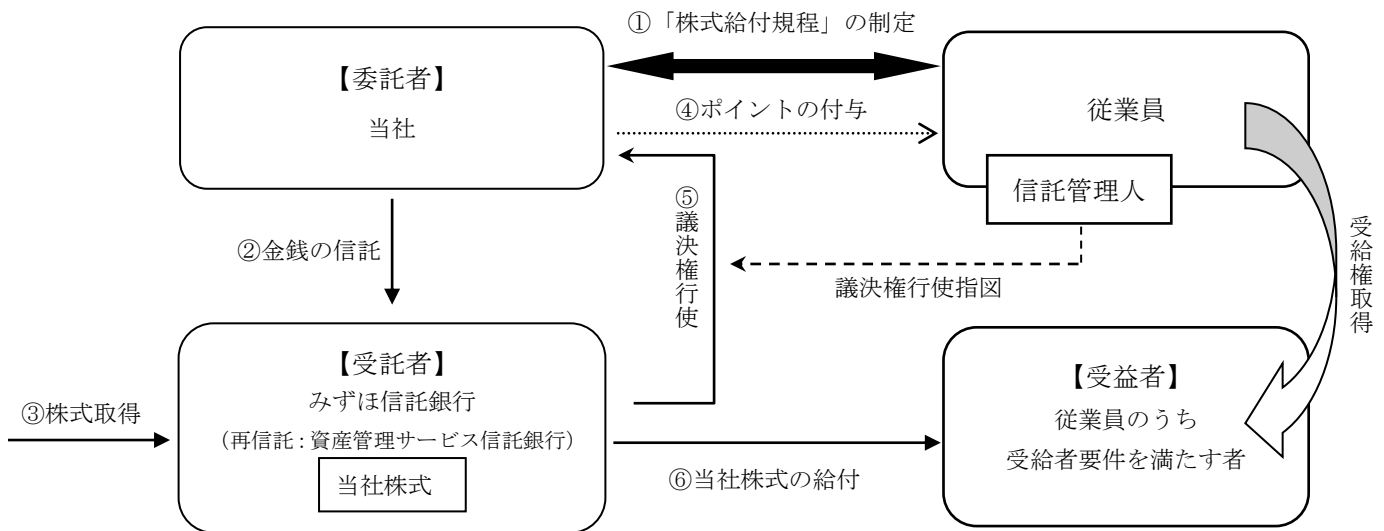 ①「株式給付規程」の制定
【委託者】
当社
従業員
④ポイントの付与
信託管理人
②金銭の信託
⑤議決権行使
議決権行使指図
受給権取得
【受託者】
みずほ信託銀行
（再信託：資産管理サービス信託銀行）
当社株式
③株式取得
⑥当社株式の給付
【受益者】
従業員のうち
受給者要件を満たす者